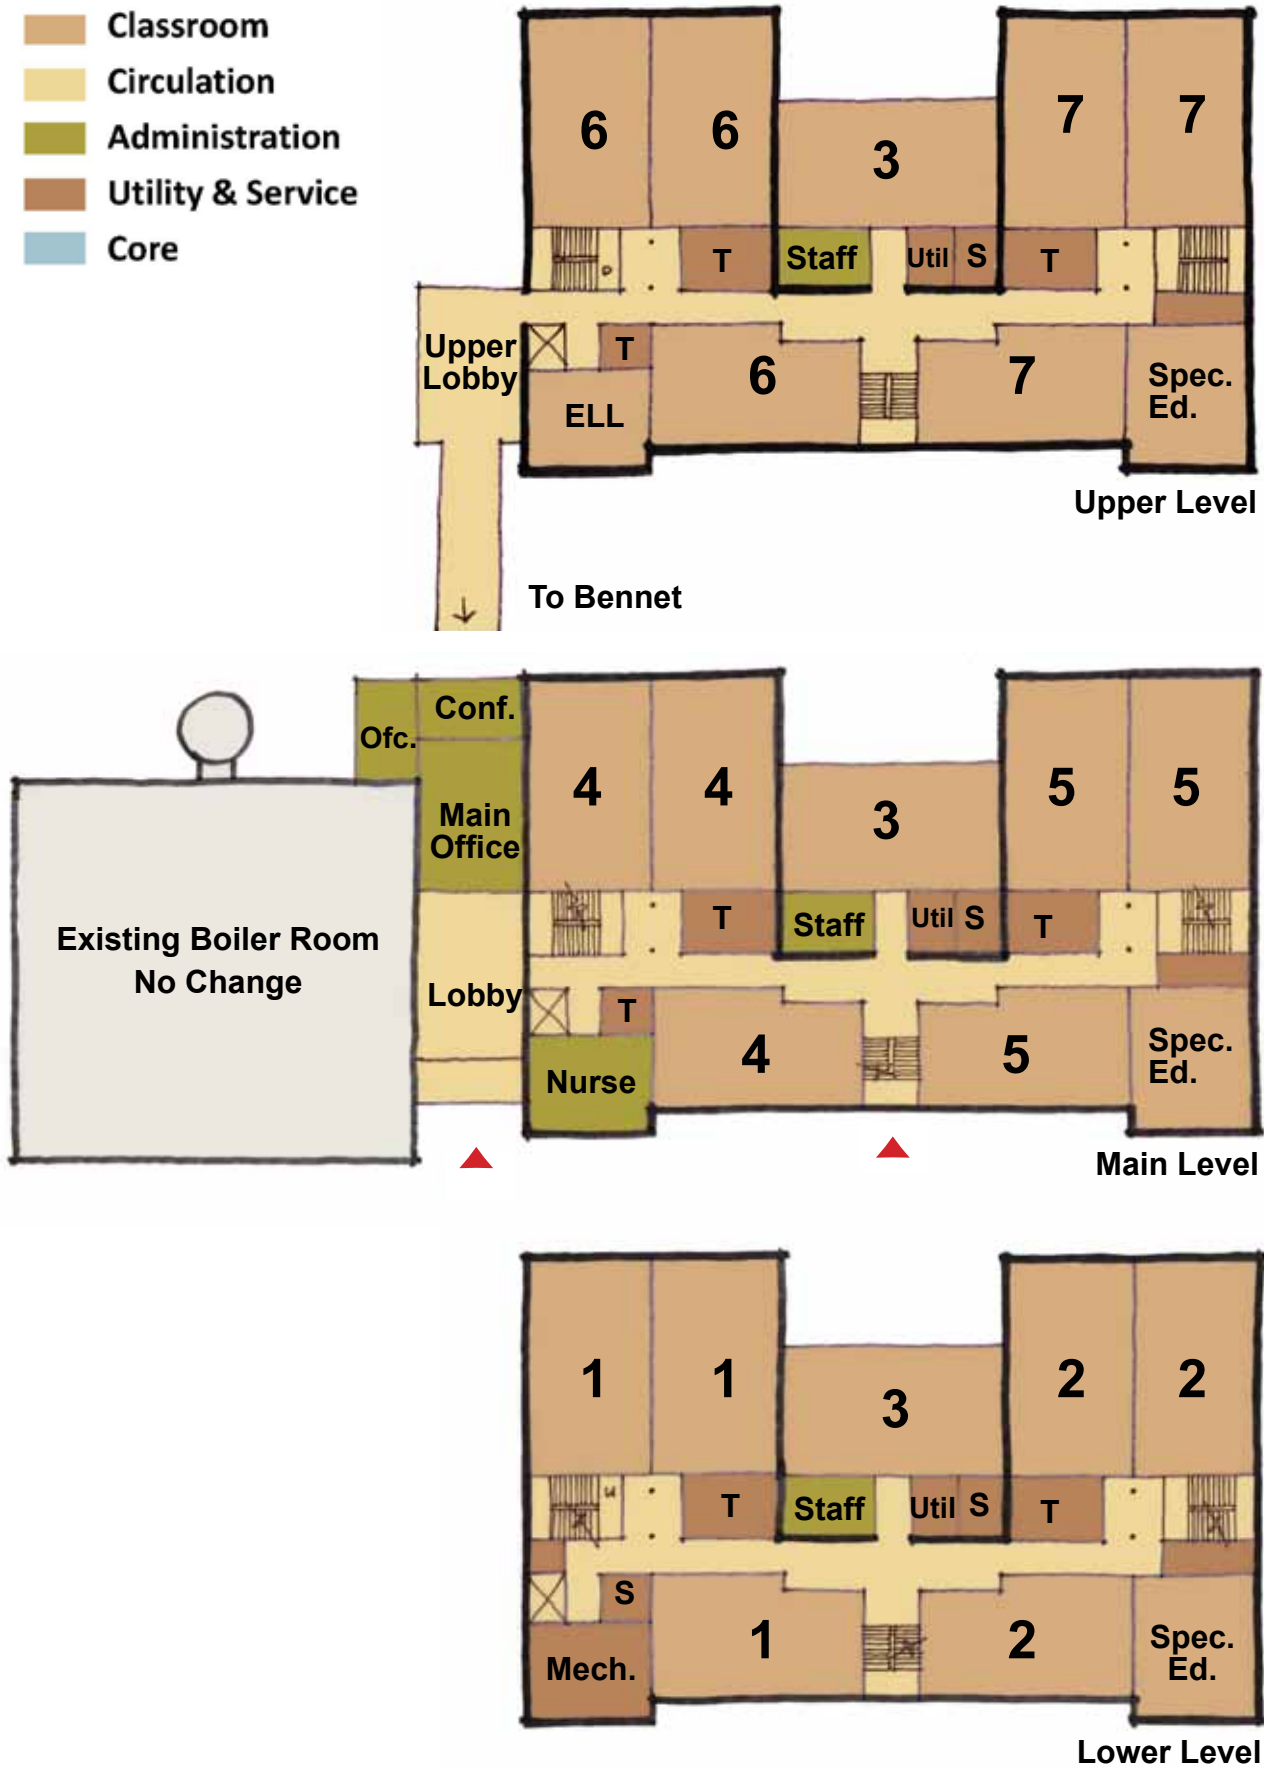 Classroom
Circulation
Administration
Utility & Service
Core
6
6
3
7
7
T
Staff
Util
S
T
Upper
Lobby
T
6
7
Spec.
Ed.
ELL
Upper Level
To Bennet
Conf.
Ofc.
Main
Office
4
4
3
5
5
T
Staff
Util
S
T
Existing Boiler Room
No Change
Lobby
T
4
5
Spec.
Ed.
Nurse
Main Level
1
1
3
2
2
T
Staff
Util
S
T
S
1
2
Spec.
Ed.
Mech.
Lower Level